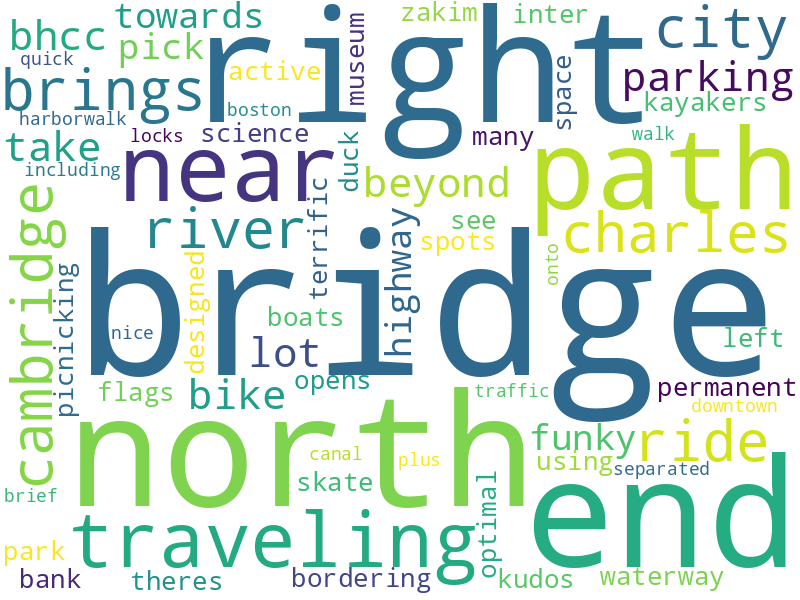 towards
zakim
inter
right
city
bhcc
pick
quick
active
museum
space
brings
parking
boston
kayakers
harborwalk
locks
science
many
walk
take
near
duck
path
including
beyond
cambridge
river
terrific
highway
see
spots
charles
onto
bridge
picnicking
designed
nice
boats
lot
left
opens
bike
flags
traffic
permanent
downtown
north
funky
ride
canal
plus
using
separated
end
skate
optimal
brief
traveling
park
bank
theres
bordering
kudos
waterway